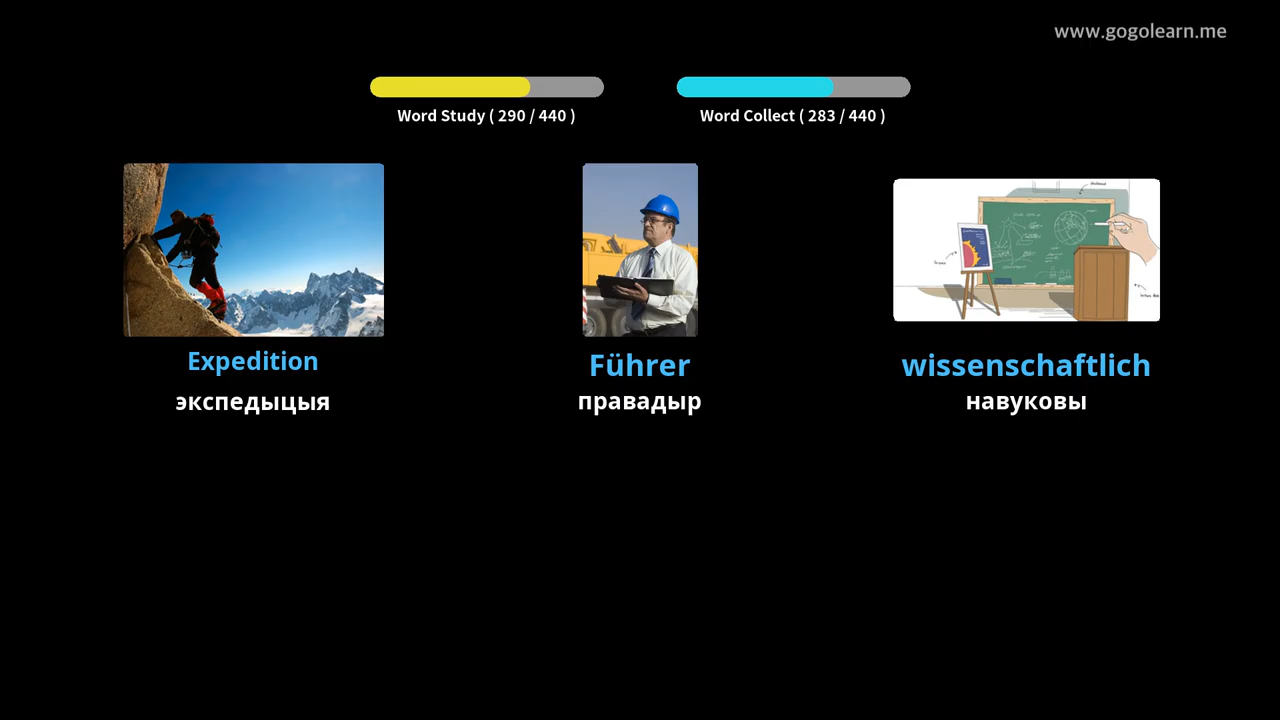 www.gogolearn.me
Word Study ( 290 / 440 )
Word Collect ( 283 / 440 )
Expedition
Führer
wissenschaftlich
экспедыцыя
правадыр
навуковы